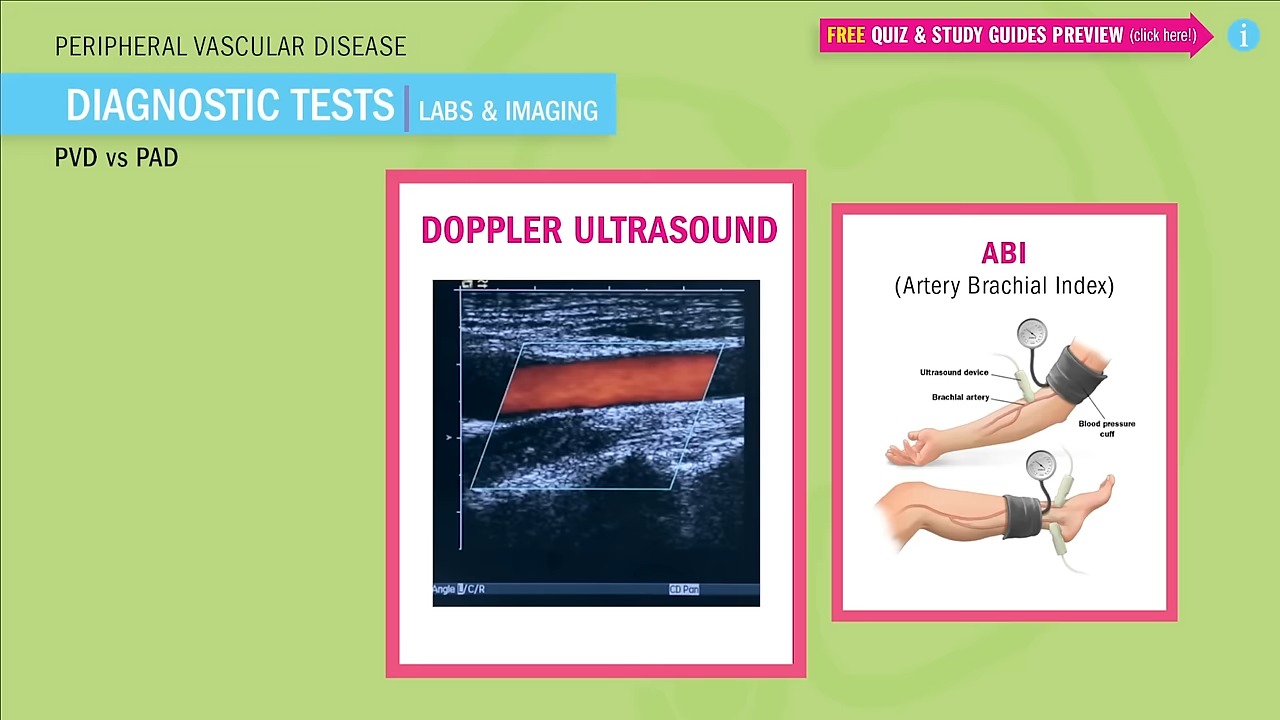 PERIPHERAL VASCULAR DISEASE
FREE QUIZ & STUDY GUIDES PREVIEW (click here!)
i
DIAGNOSTIC TESTS | LABS & IMAGING
PVD vs PAD
DOPPLER ULTRASOUND
Angle U/C/R
CD Pan
ABI
(Artery Brachial Index)
Ultrasound device
Brachial artery
Blood pressure
cuff